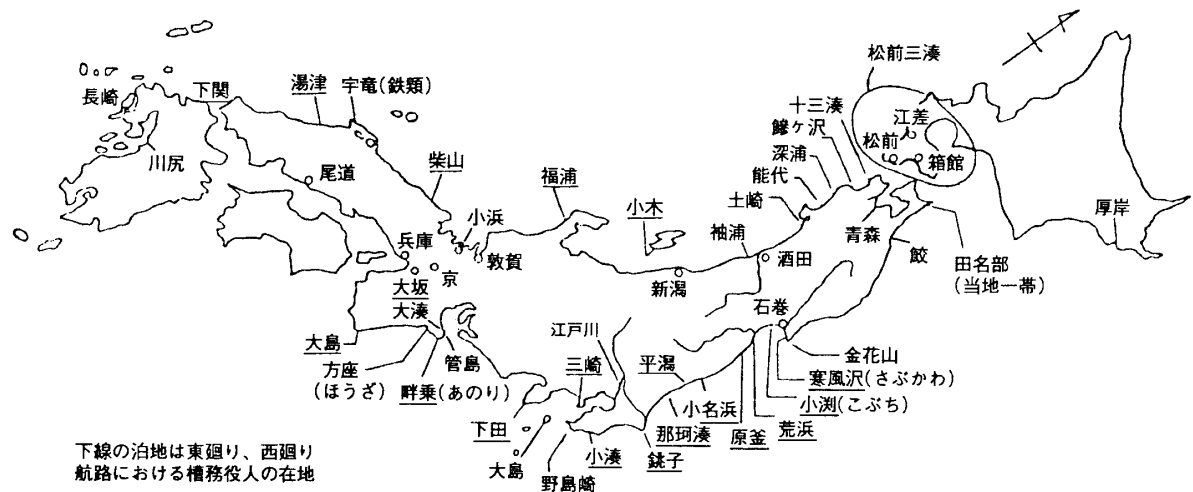 松前三湊
長崎
下関
湯津
宇竜(鉄類)
十三湊
鰺ヶ沢
江差
松前
箱館
川尻
尾道
柴山
福浦
深浦
能代
小浜
小木
土崎
厚岸
兵庫
敦賀
袖浦
青森
京
酒田
鮫
田名部
(当地一帯)
大坂
新潟
大湊
石巻
江戸川
大島
方座
(ほうざ)
管島
畔乗(あのり)
三崎
平潟
金花山
寒風沢(さぶかわ)
小名浜
小渕(こぶち)
下田
那珂湊
原釜
荒浜
大島
小湊
銚子
野島崎
下線の泊地は東廻り、西廻り
航路における槽務役人の在地